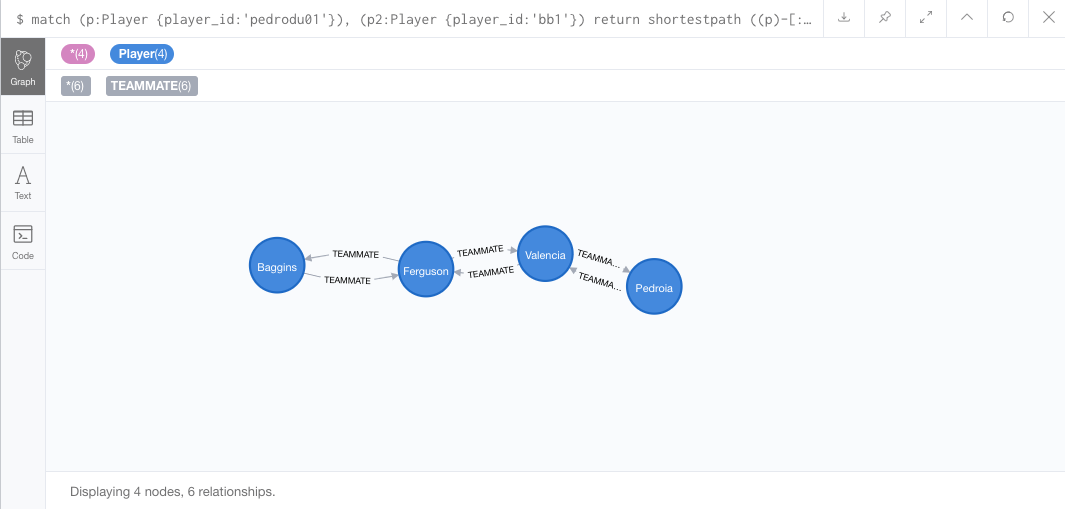 $ match (p:Player {player_id:'pedrodu01'}), (p2:Player {player_id:'bb1'}) return shortestpath ((p)-[:…
*(4) Player(4)
Graph
*(6) TEAMMATE(6)
Table
Text
Code
TEAMMATE
TEAMMATE
TEAMMATE
TEAMMATE
TEAMMA…
TEAMMA…
Baggins
Ferguson
Valencia
Pedroia
Displaying 4 nodes, 6 relationships.